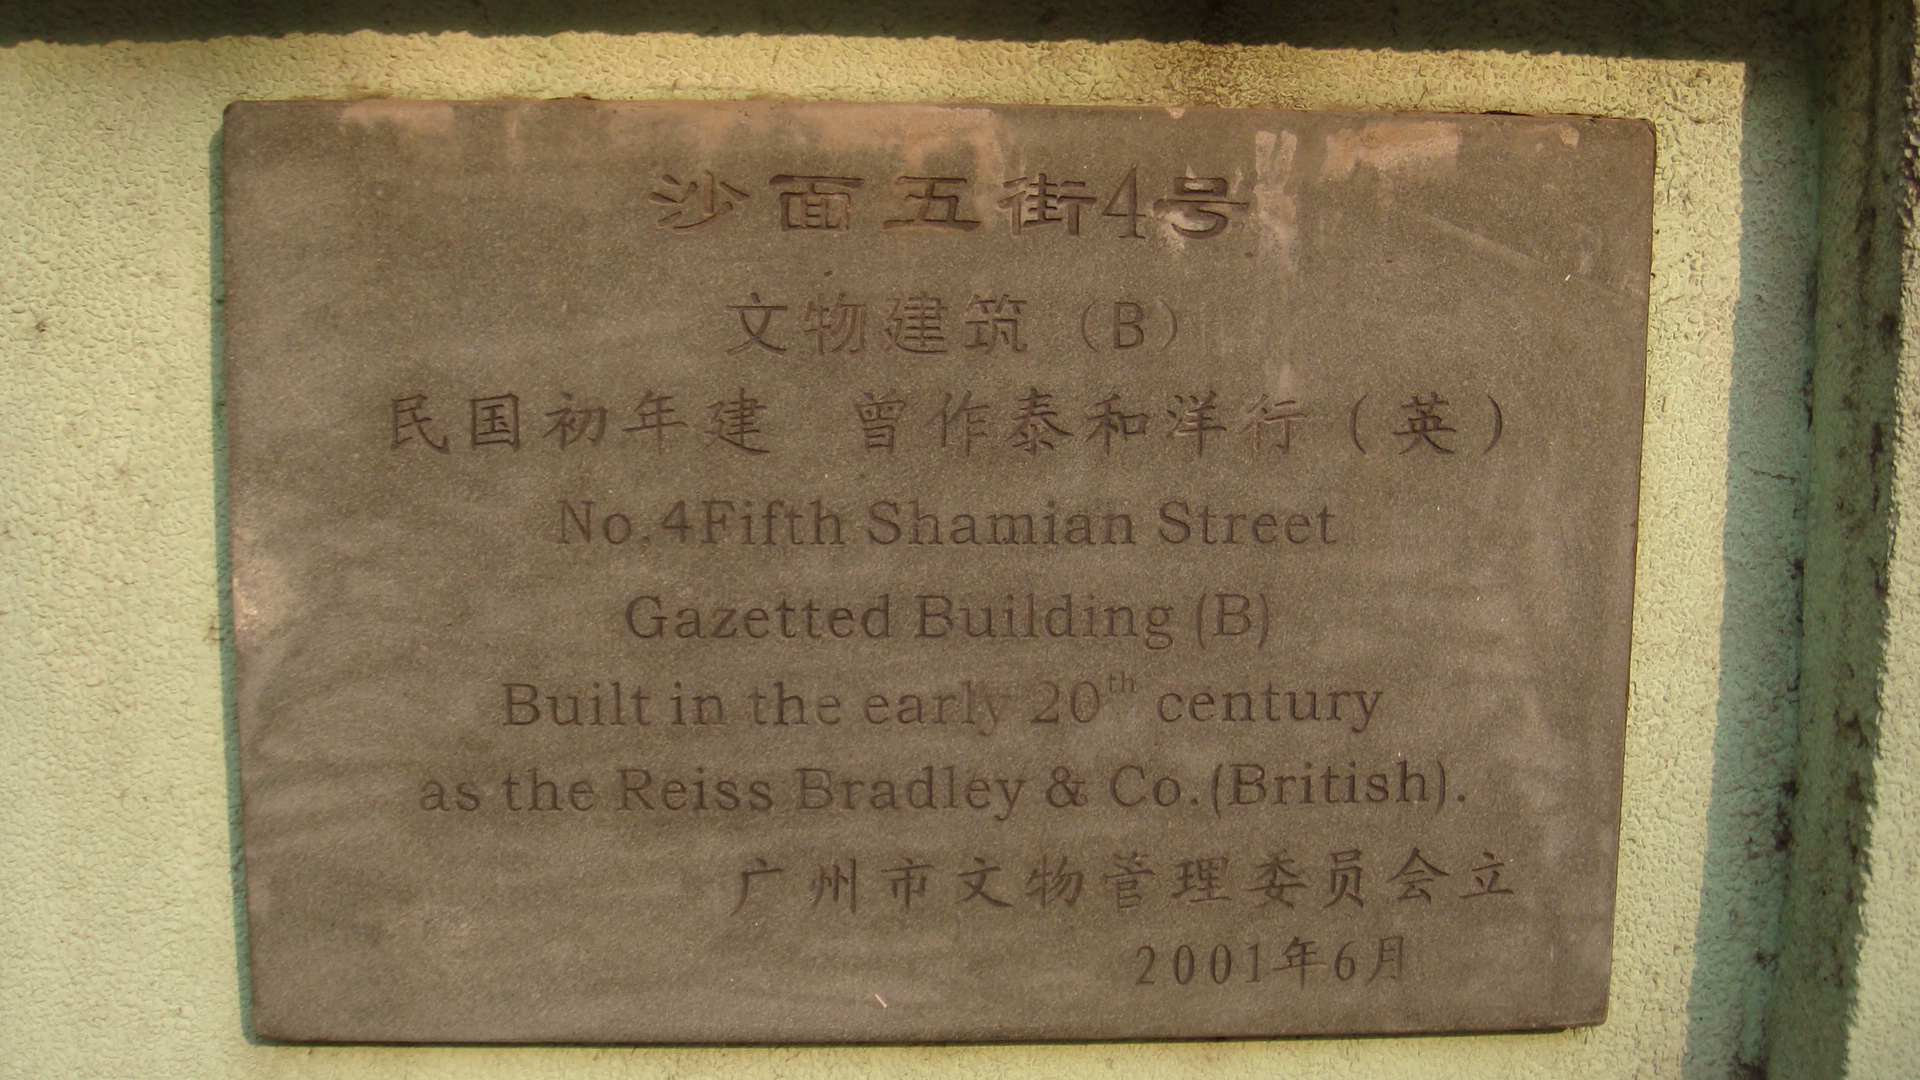 沙面五街4号
文物建筑（B）
民国初年建 曾作泰和洋行（英）
No.4Fifth Shamian Street
Gazetted Building (B)
Built in the early 20th century
as the Reiss Bradley & Co.(British).
广州市文物管理委员会立
2001年6月